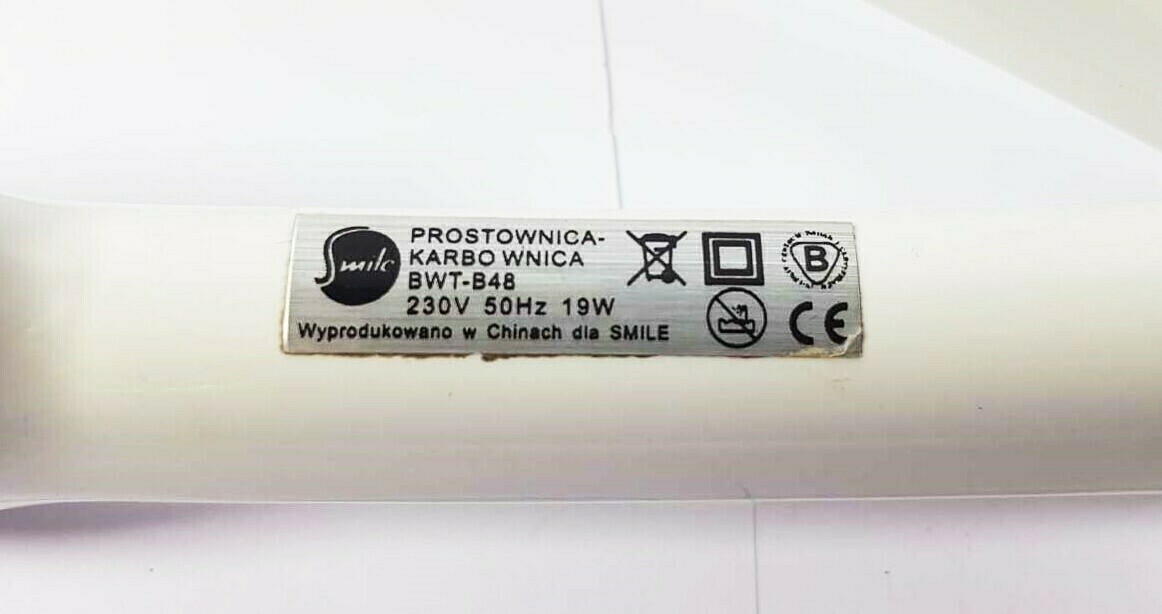 Smile
PROSTOWNICA-
KARBO WNICA
BWT-B48
230V 50Hz 19W
Wyprodukowano w Chinach dla SMILE
B
CE